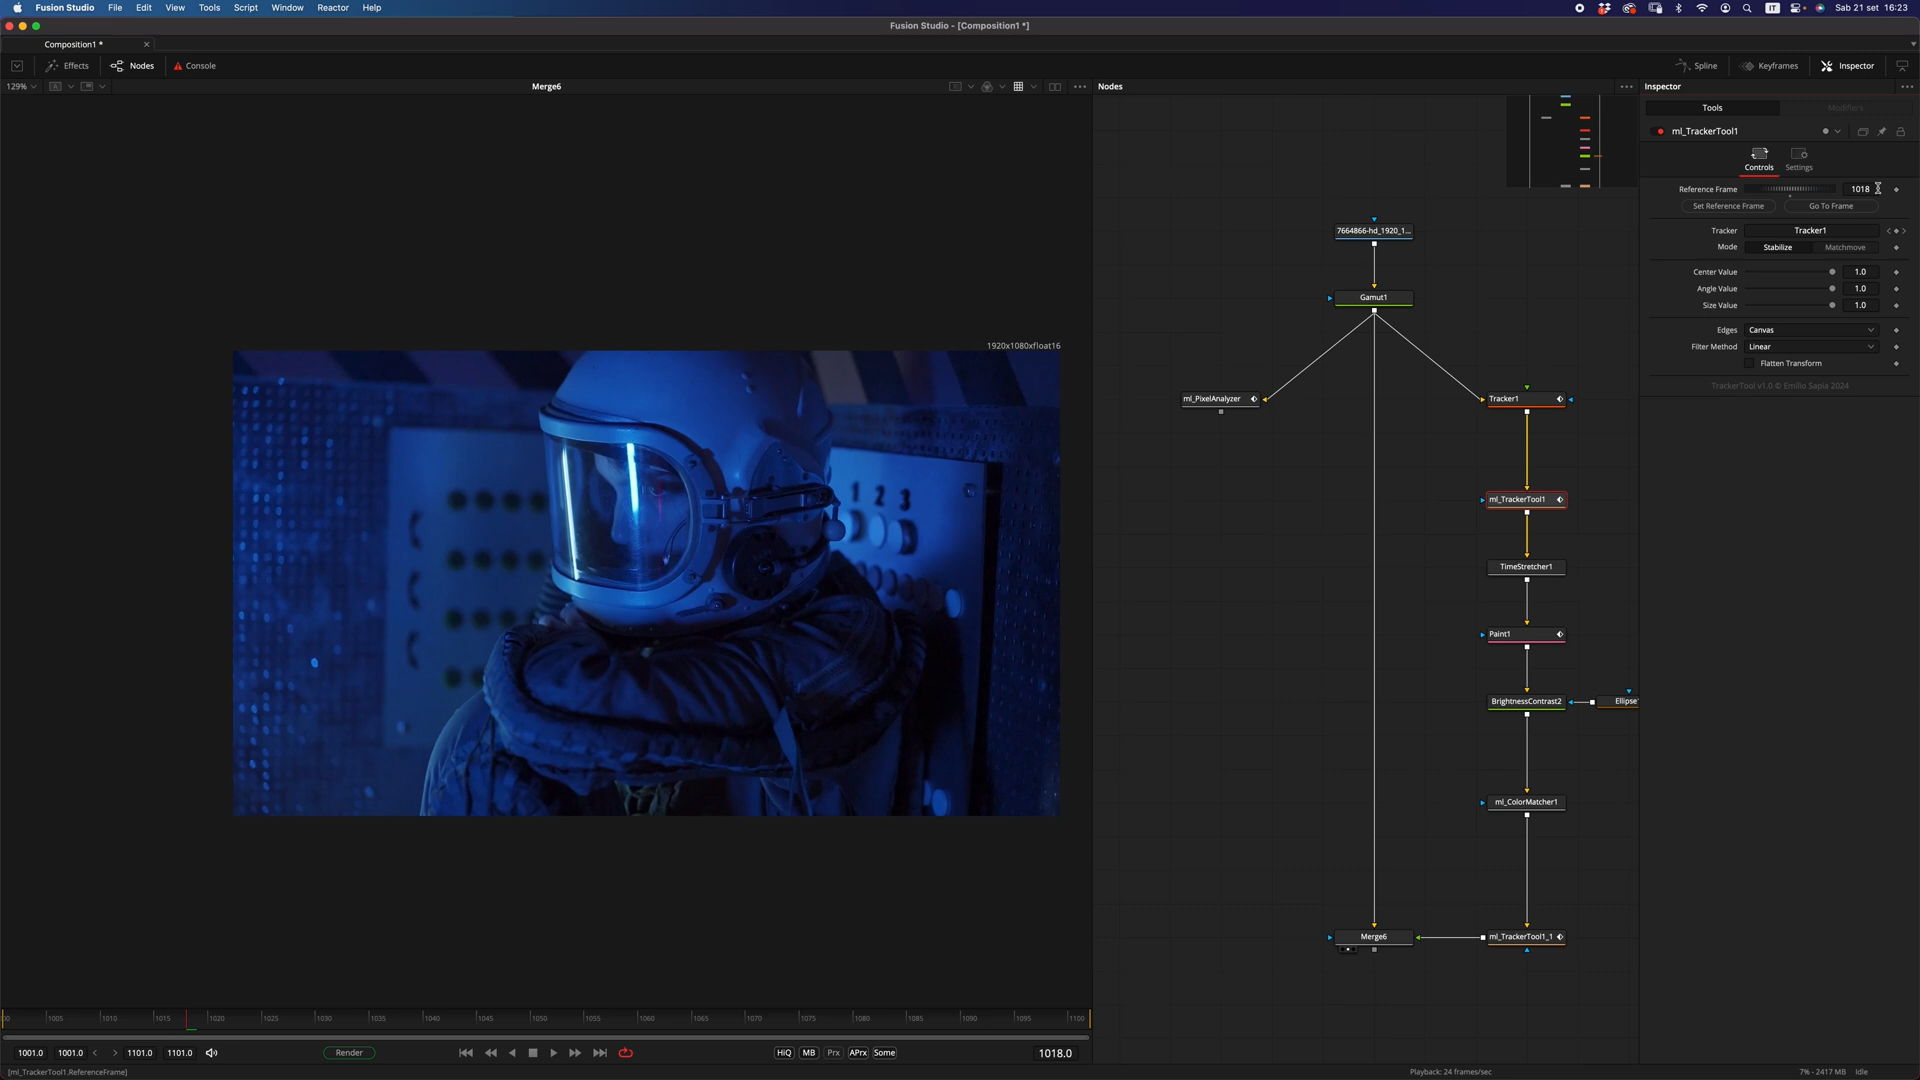 Fusion Studio File Edit View Tools Script Window Reactor Help
IT Sab 21 set 16:23
Fusion Studio - [Composition1 *]
Composition1 *
Effects Nodes Console
Spline Keyframes Inspector
129% Merge6
Nodes
Inspector
Tools Modifiers
ml_TrackerTool1
Controls Settings
Reference Frame 1018
Set Reference Frame Go To Frame
Tracker Tracker1
Mode Stabilize Matchmove
Center Value 1.0
Angle Value 1.0
Size Value 1.0
Edges Canvas
Filter Method Linear
Flatten Transform
TrackerTool v1.0 © Emilio Sapia 2024
7664866-hd_1920_1...
Gamut1
ml_PixelAnalyzer
Tracker1
ml_TrackerTool1
TimeStretcher1
Paint1
BrightnessContrast2
Ellipse
ml_ColorMatcher1
Merge6
ml_TrackerTool1_1
1920x1080xfloat16
1 2 3
1005 1010 1015 1020 1025 1030 1035 1040 1045 1050 1055 1060 1065 1070 1075 1080 1085 1090 1095 1100
1001.0 1001.0 1101.0 1101.0
Render
HiQ MB Prx APrx Some
1018.0
[ml_TrackerTool1.ReferenceFrame]
Playback: 24 frames/sec
7% - 2417 MB Idle